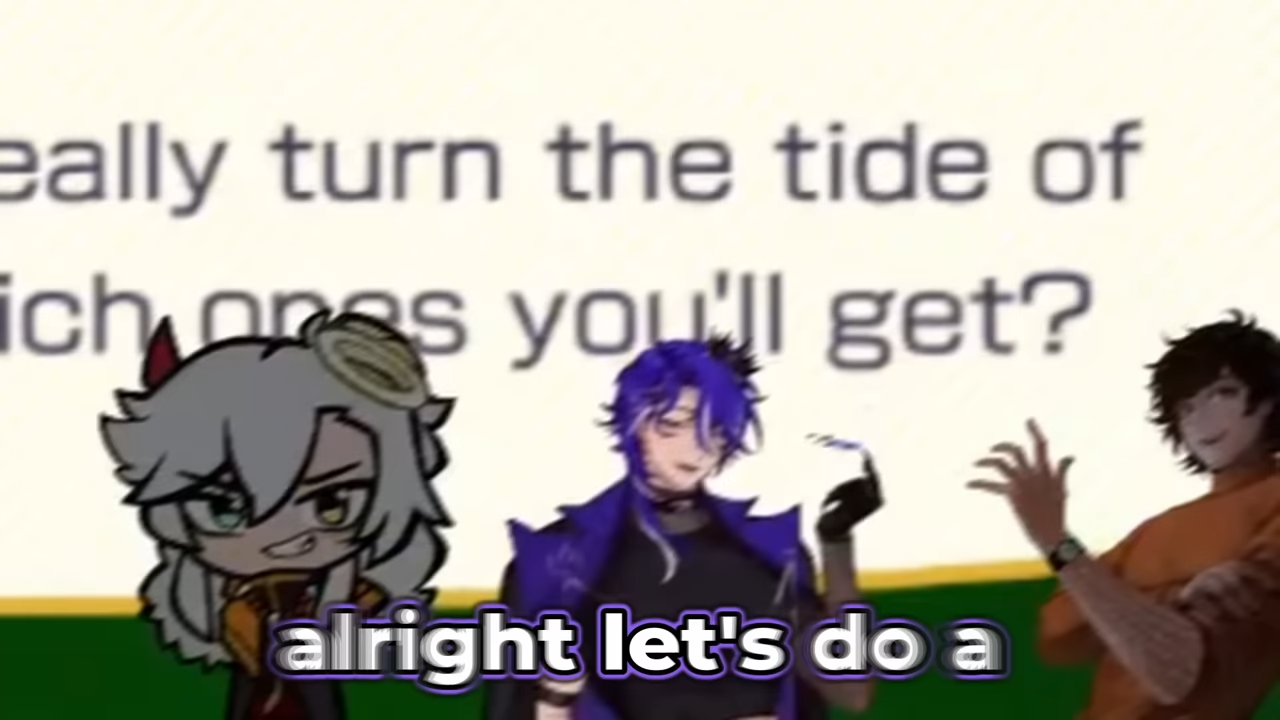 eally turn the tide of
ich ones you'll get?
alright let's do a